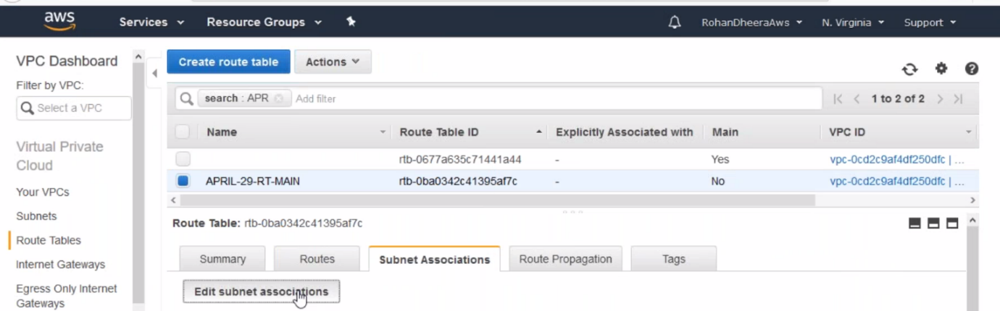 aws Services Resource Groups RohanDheeraAws N. Virginia Support
VPC Dashboard
Filter by VPC:
Select a VPC
Virtual Private
Cloud
Your VPCs
Subnets
Route Tables
Internet Gateways
Egress Only Internet
Gateways
Create route table Actions
search : APR Add filter 1 to 2 of 2
Name Route Table ID Explicitly Associated with Main VPC ID
rtb-0677a635c71441a44 - Yes vpc-0cd2c9af4df250dfc | ...
APRIL-29-RT-MAIN rtb-0ba0342c41395af7c - No vpc-0cd2c9af4df250dfc | ...
Route Table: rtb-0ba0342c41395af7c
Summary Routes Subnet Associations Route Propagation Tags
Edit subnet associations